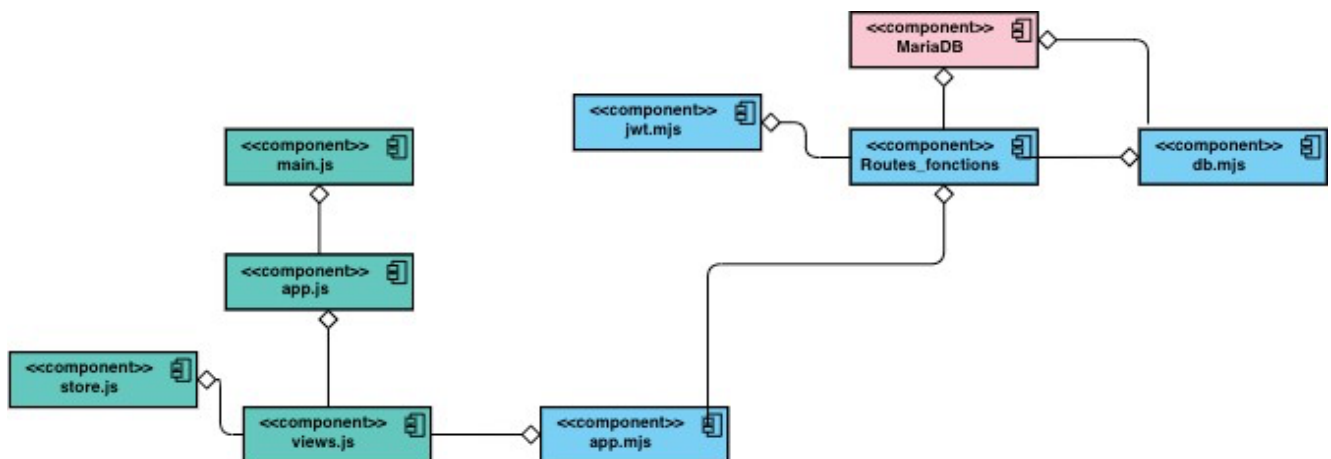 <<component>>
MariaDB
<<component>>
jwt.mjs
<<component>>
main.js
<<component>>
Routes_fonctions
<<component>>
db.mjs
<<component>>
app.js
<<component>>
store.js
<<component>>
views.js
<<component>>
app.mjs